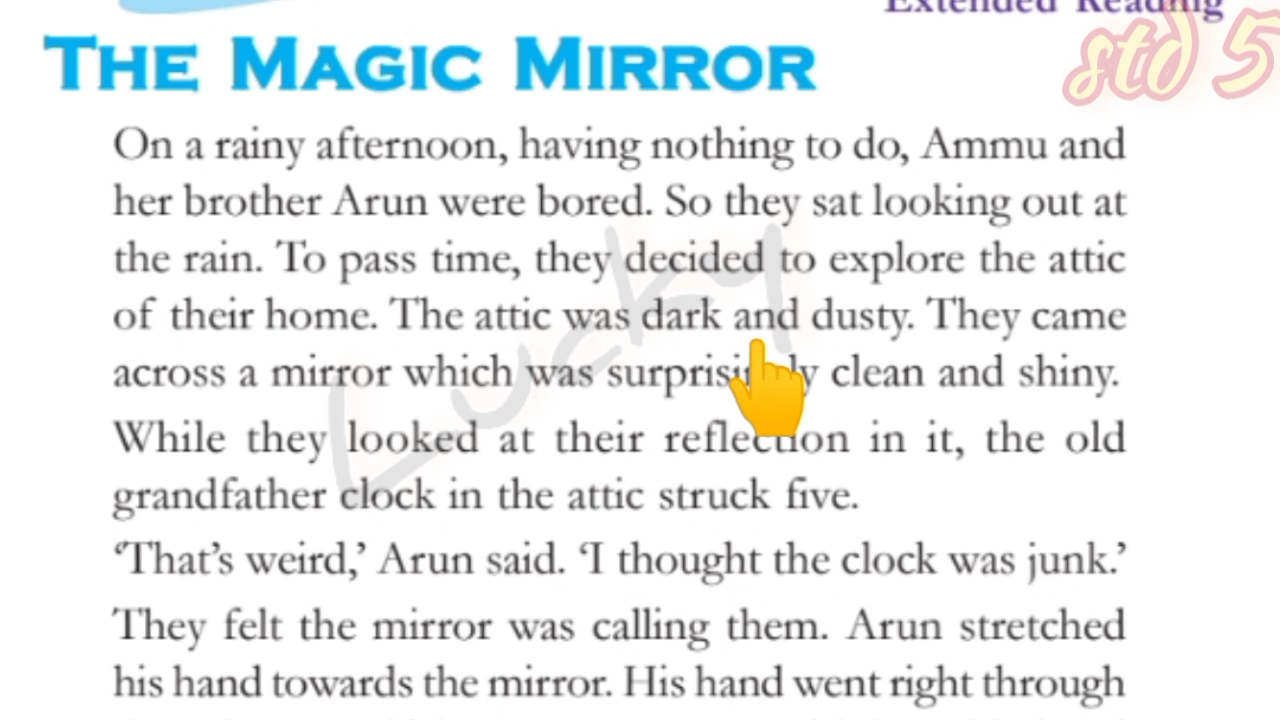 Extended Reading
std 5
THE MAGIC MIRROR
On a rainy afternoon, having nothing to do, Ammu and
her brother Arun were bored. So they sat looking out at
the rain. To pass time, they decided to explore the attic
of their home. The attic was dark and dusty. They came
across a mirror which was surprisingly clean and shiny.
While they looked at their reflection in it, the old
grandfather clock in the attic struck five.
‘That’s weird,’ Arun said. ‘I thought the clock was junk.’
They felt the mirror was calling them. Arun stretched
his hand towards the mirror. His hand went right through
Lucky